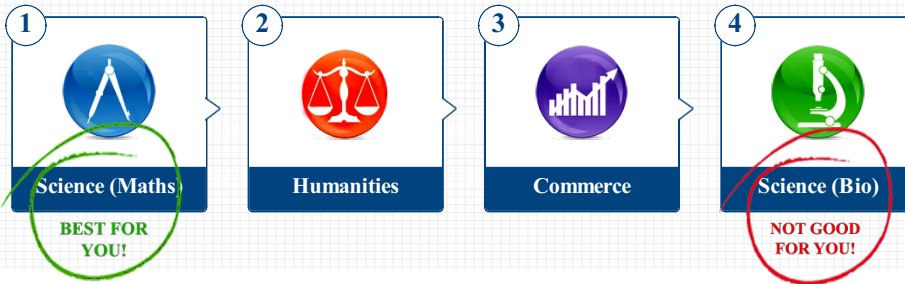 1
2
3
4
Science (Maths)
Humanities
Commerce
Science (Bio)
BEST FOR
YOU!
NOT GOOD
FOR YOU!